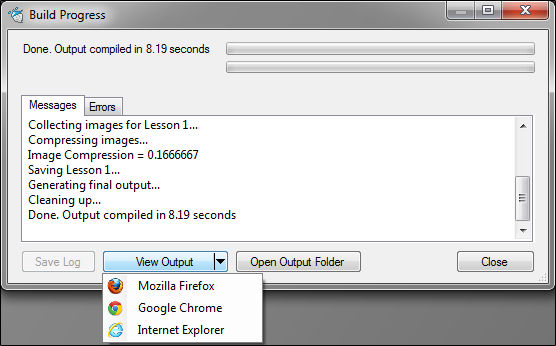 Build Progress
Done. Output compiled in 8.19 seconds
Messages Errors
Collecting images for Lesson 1...
Compressing images...
Image Compression = 0.1666667
Saving Lesson 1...
Generating final output...
Cleaning up...
Done. Output compiled in 8.19 seconds
Save Log View Output Open Output Folder Close
Mozilla Firefox
Google Chrome
Internet Explorer